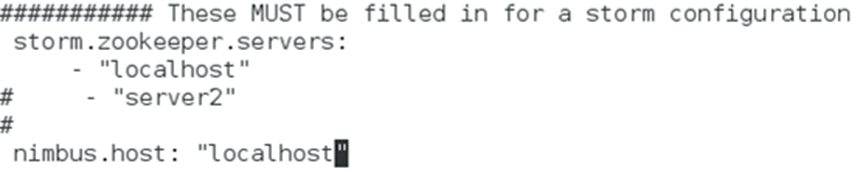 ########### These MUST be filled in for a storm configuration
 storm.zookeeper.servers:
     - "localhost"
#     - "server2"
#
 nimbus.host: "localhost"